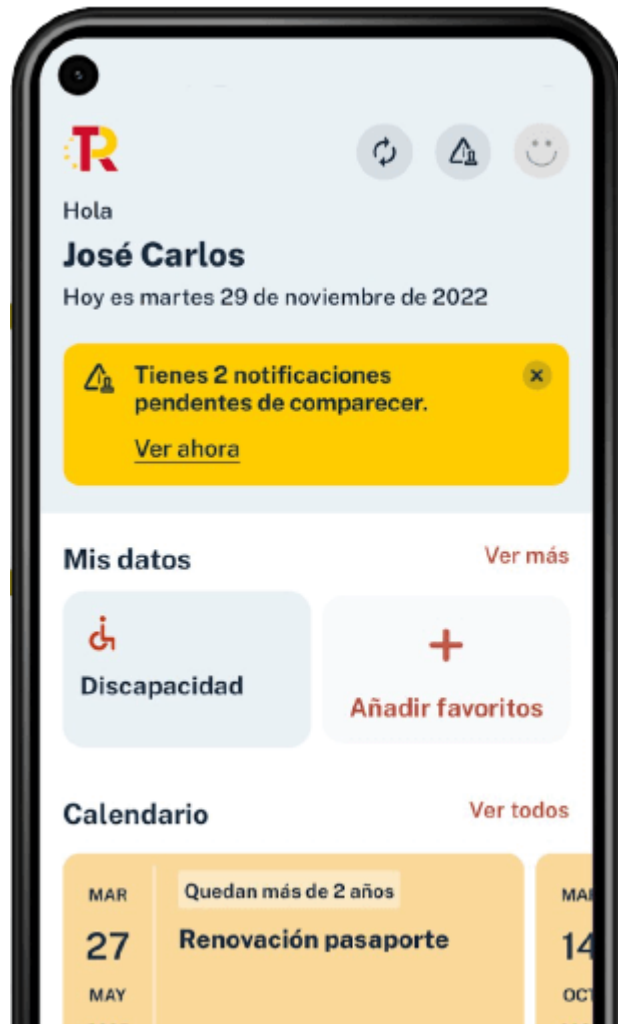 TR
Hola
José Carlos
Hoy es martes 29 de noviembre de 2022
Tienes 2 notificaciones
pendentes de comparecer.
Ver ahora
Mis datos
Ver más
Discapacidad
Añadir favoritos
Calendario
Ver todos
MAR
27
MAY
Quedan más de 2 años
Renovación pasaporte
14